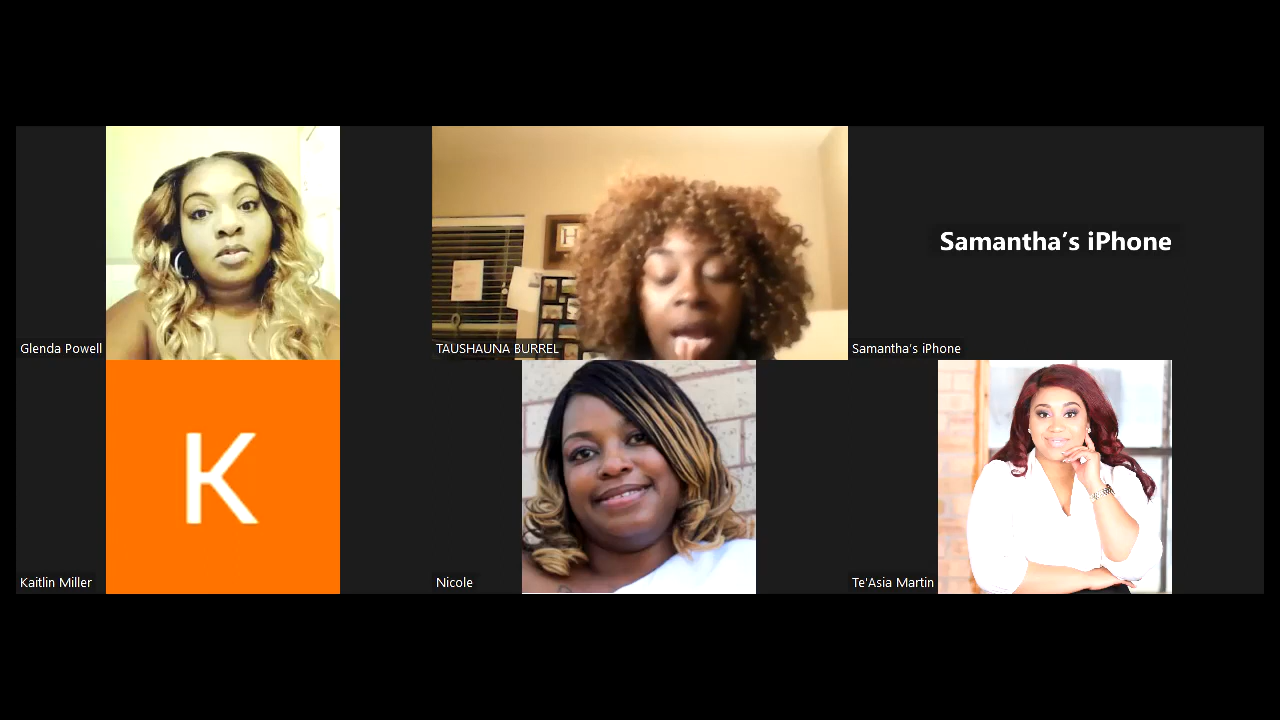 Samantha's iPhone
Glenda Powell
H
TAUSHAUNA BURREL
Samantha's iPhone
K
Kaitlin Miller
Nicole
Te'Asia Martin